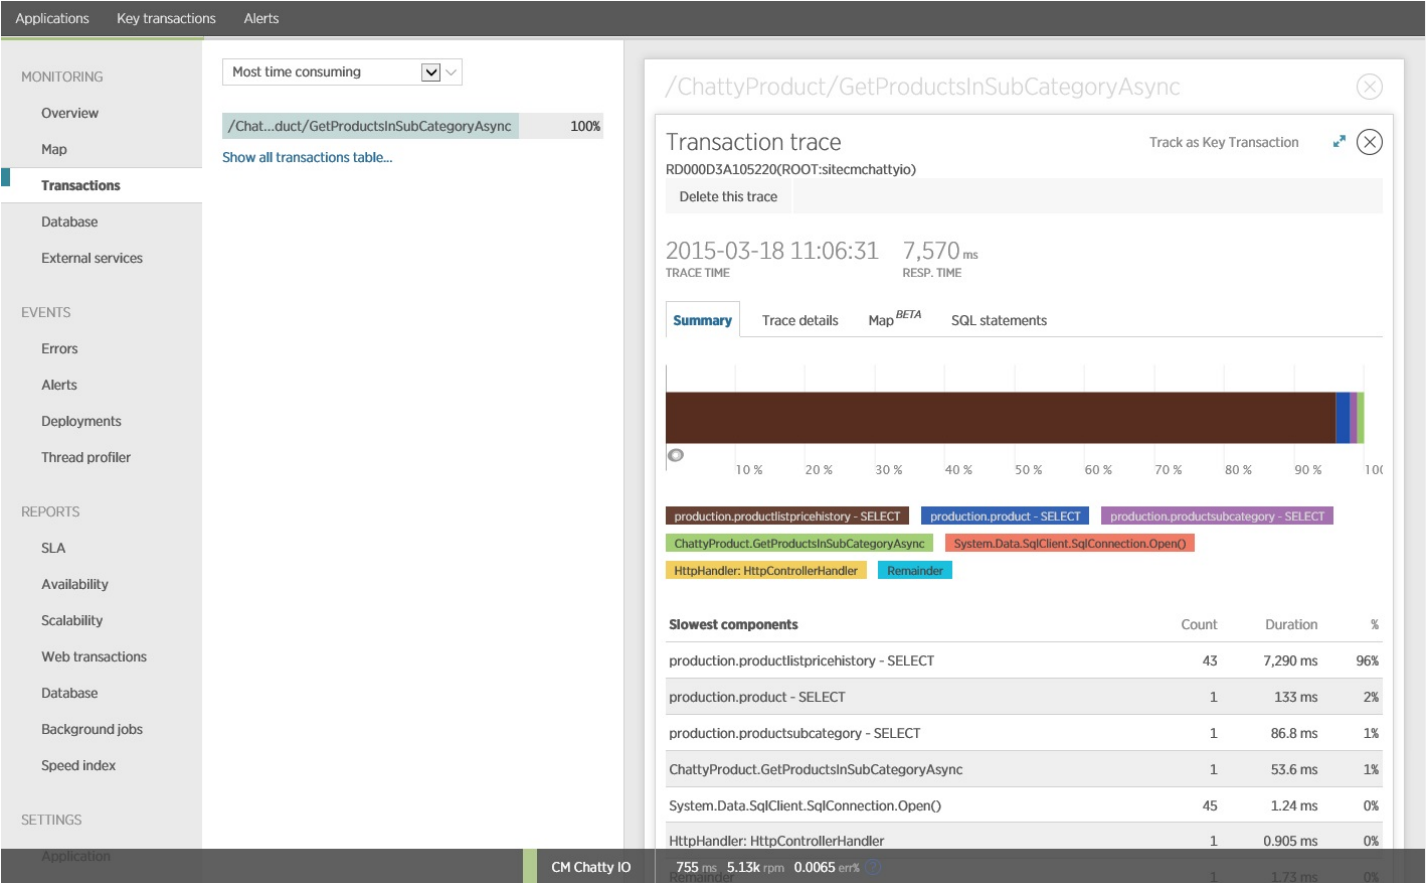 Applications Key transactions Alerts
MONITORING
Overview
Map
Transactions
Database
External services
EVENTS
Errors
Alerts
Deployments
Thread profiler
REPORTS
SLA
Availability
Scalability
Web transactions
Database
Background jobs
Speed index
SETTINGS
Application
Most time consuming
/Chat...duct/GetProductsInSubCategoryAsync 100%
Show all transactions table...
/ChattyProduct/GetProductsInSubCategoryAsync
Transaction trace Track as Key Transaction
RD000D3A105220(ROOT:sitecmchattyio)
Delete this trace
2015-03-18 11:06:31 7,570 ms
TRACE TIME RESP. TIME
Summary Trace details Map BETA SQL statements
10 % 20 % 30 % 40 % 50 % 60 % 70 % 80 % 90 % 100
production.productlistpricehistory - SELECT production.product - SELECT production.productsubcategory - SELECT
ChattyProduct.GetProductsInSubCategoryAsync System.Data.SqlClient.SqlConnection.Open()
HttpHandler: HttpControllerHandler Remainder
Slowest components Count Duration %
production.productlistpricehistory - SELECT 43 7,290 ms 96%
production.product - SELECT 1 133 ms 2%
production.productsubcategory - SELECT 1 86.8 ms 1%
ChattyProduct.GetProductsInSubCategoryAsync 1 53.6 ms 1%
System.Data.SqlClient.SqlConnection.Open() 45 1.24 ms 0%
HttpHandler: HttpControllerHandler 1 0.905 ms 0%
Remainder 1 1.73 ms 0%
CM Chatty IO 755 ms 5.13k rpm 0.0065 err% ?